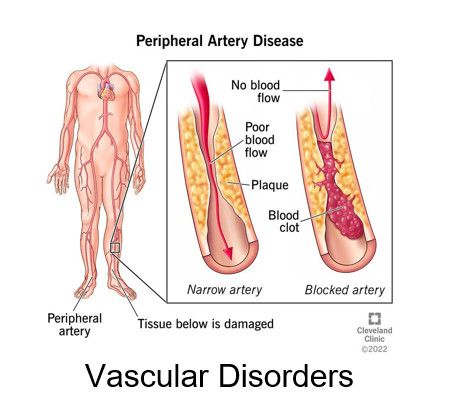 Peripheral Artery Disease
No blood
flow
Poor
blood
flow
Plaque
Blood
clot
Narrow artery
Blocked artery
Peripheral
artery
Tissue below is damaged
Cleveland
Clinic
©2022
Vascular Disorders